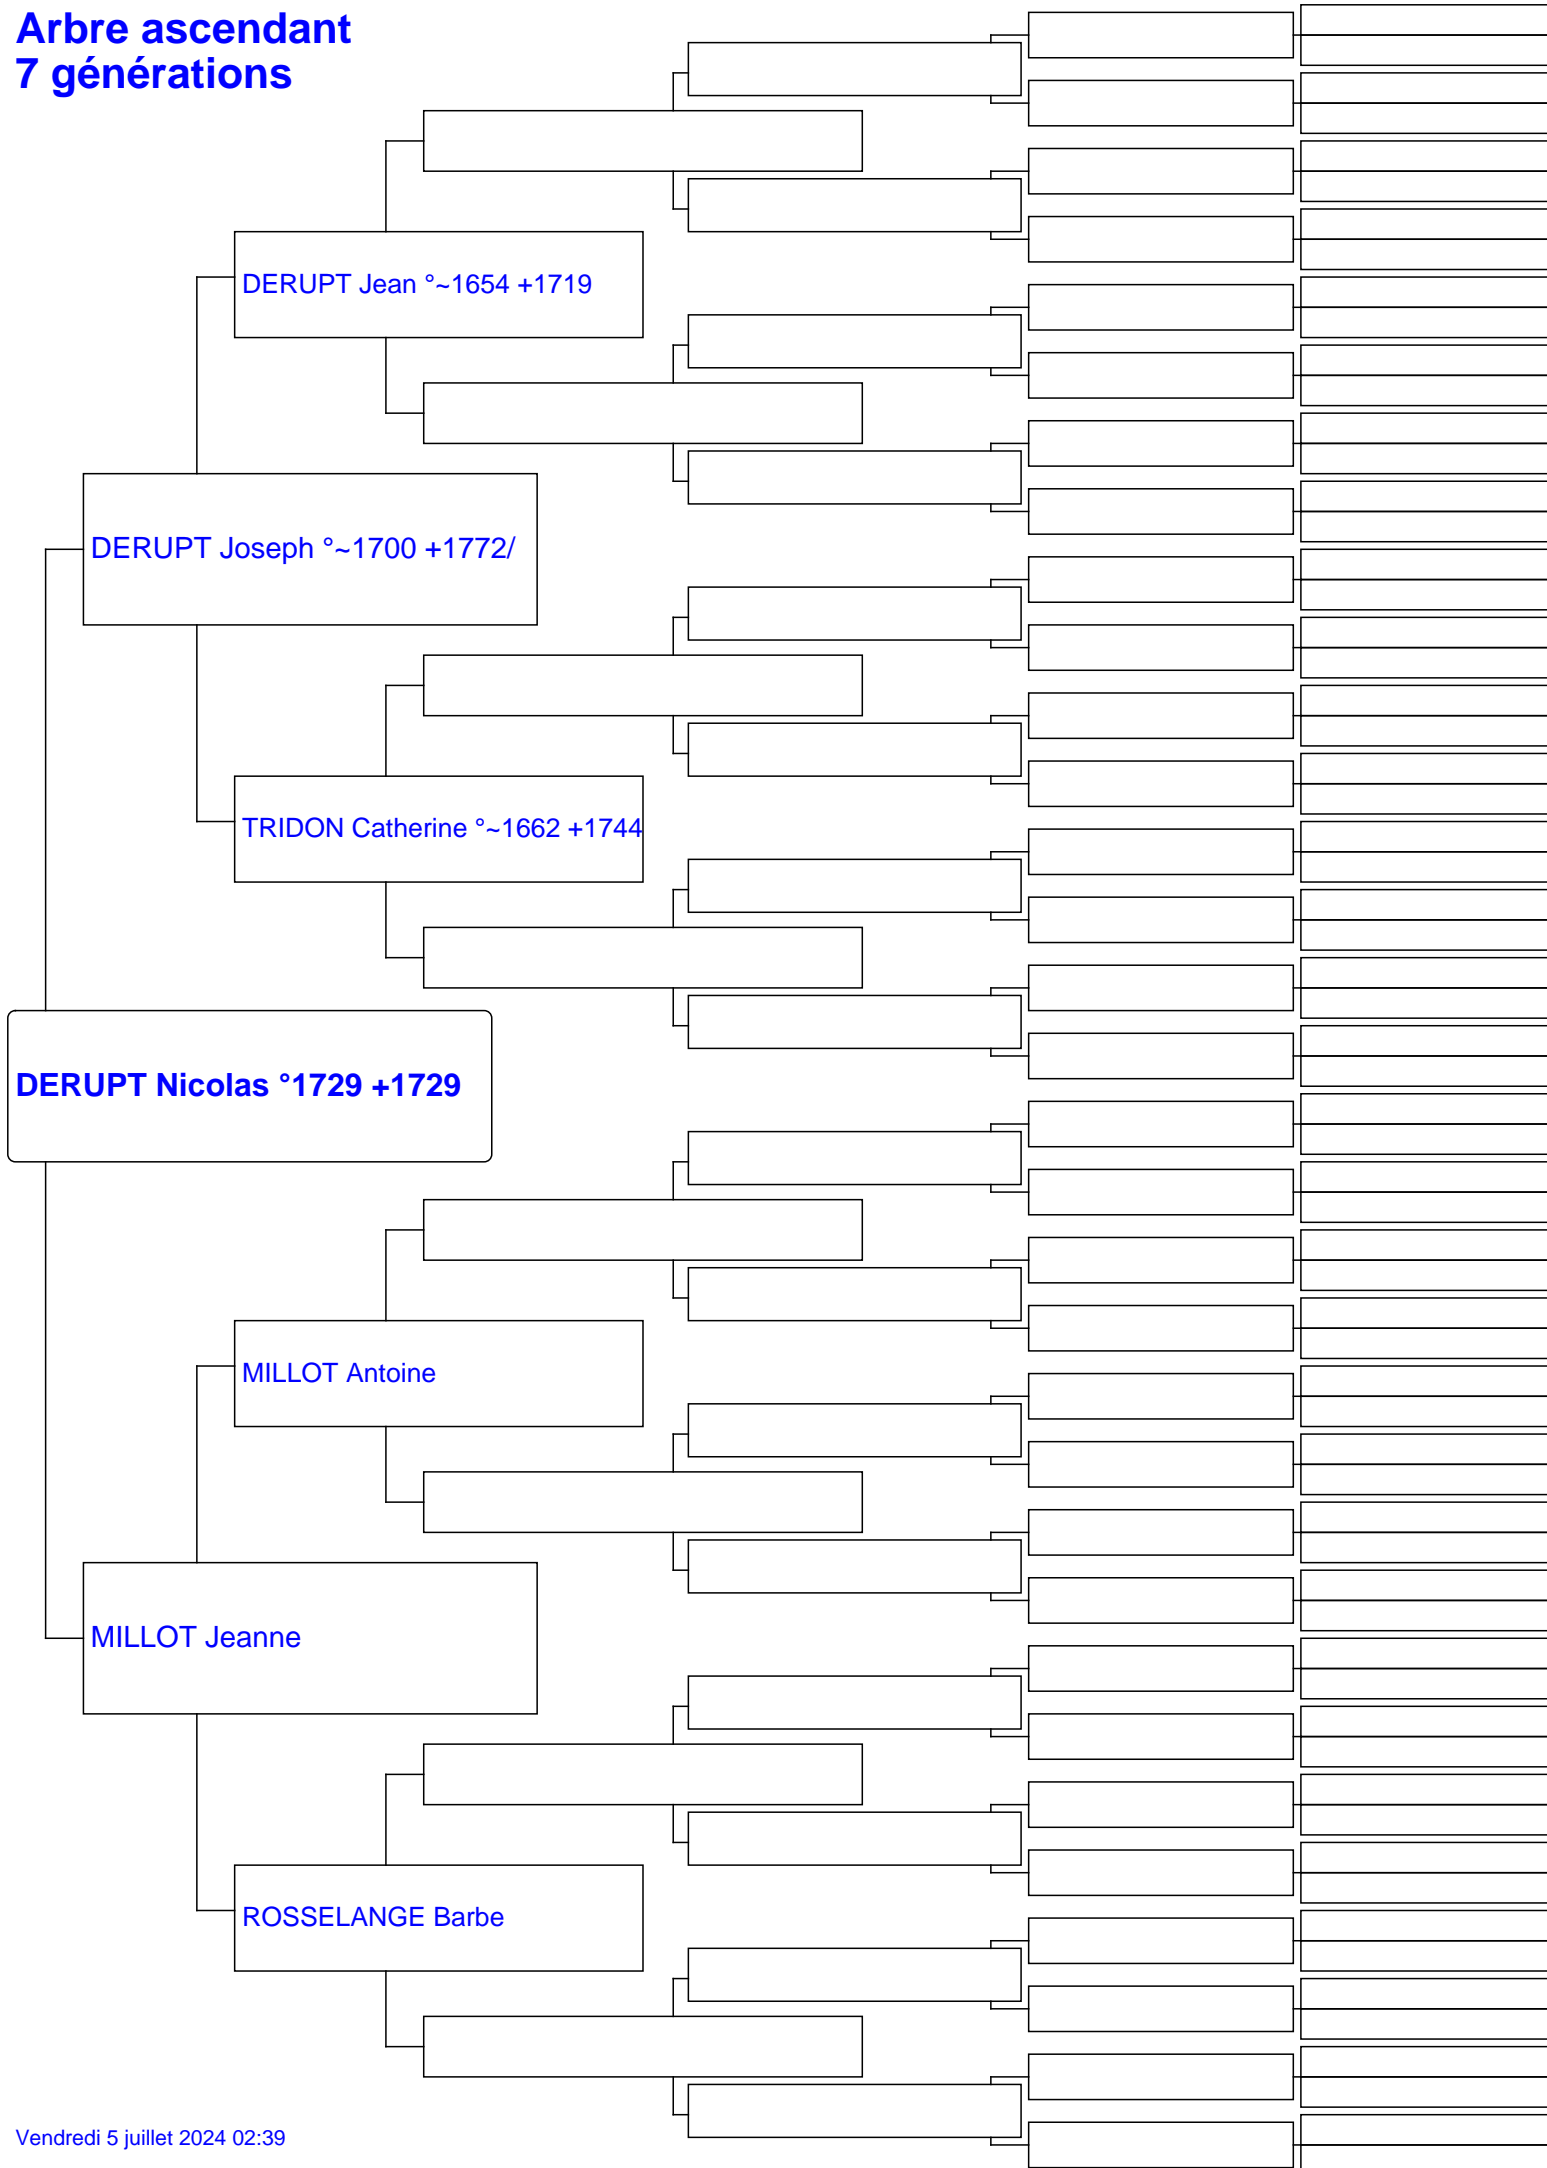 Arbre ascendant
7 générations
DERUPT Jean °~1654 +1719
DERUPT Joseph °~1700 +1772/
TRIDON Catherine °~1662 +1744
DERUPT Nicolas °1729 +1729
MILLOT Antoine
MILLOT Jeanne
ROSSELANGE Barbe
Vendredi 5 juillet 2024 02:39